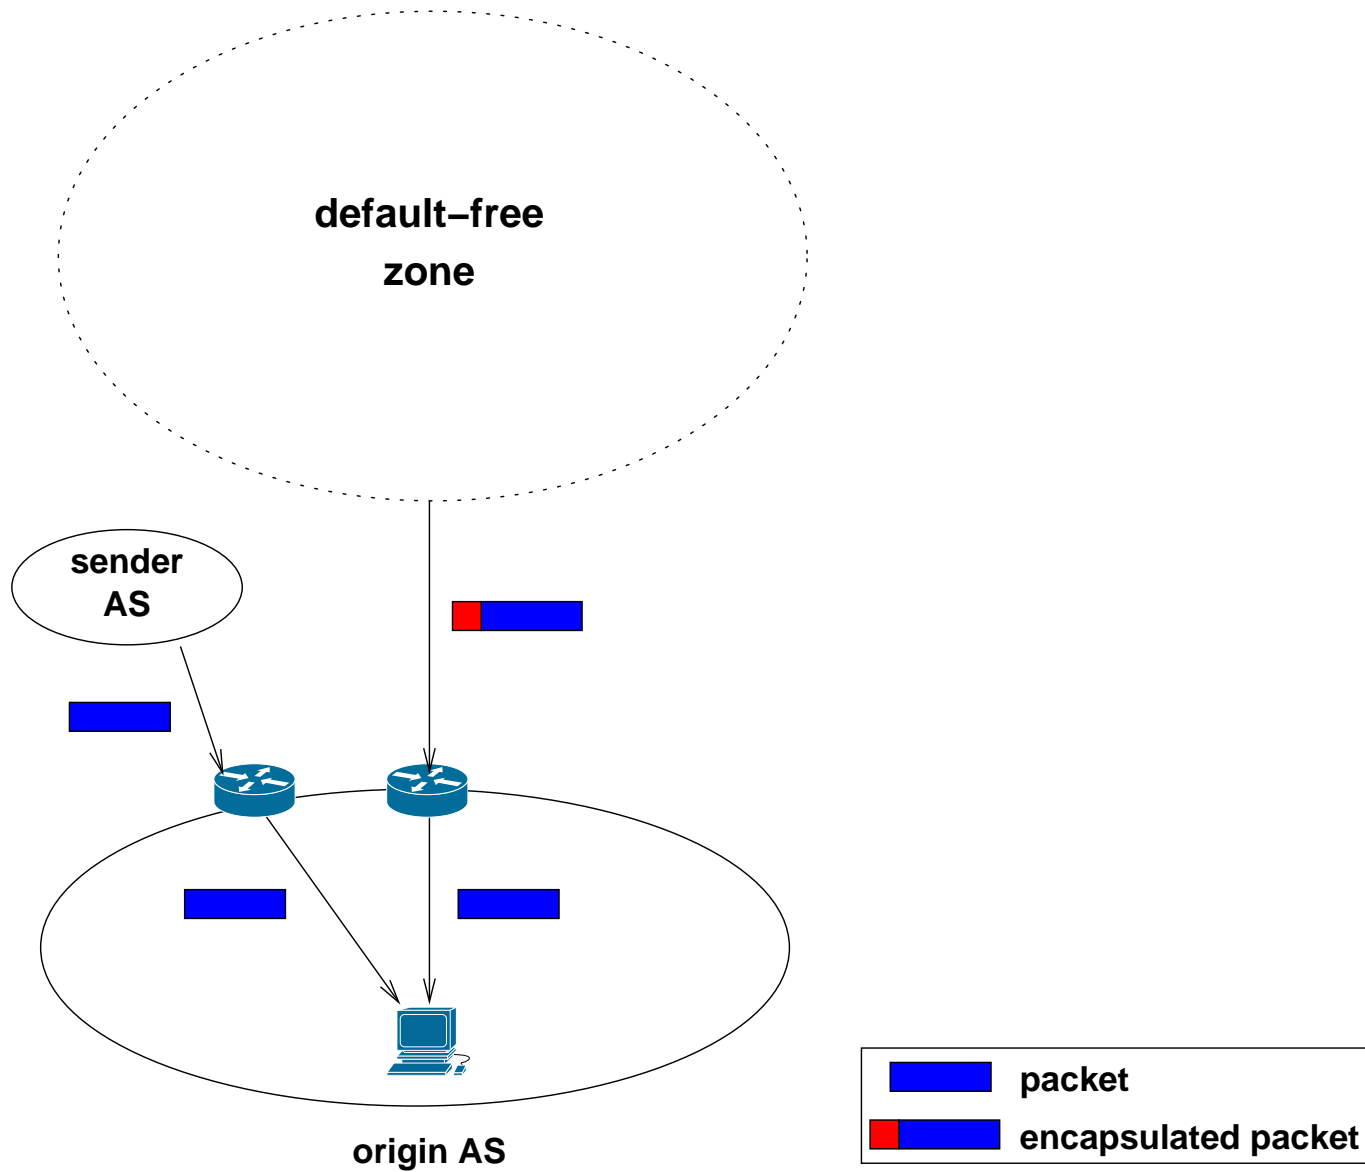 default−free
zone
sender
AS
origin AS
packet
encapsulated packet